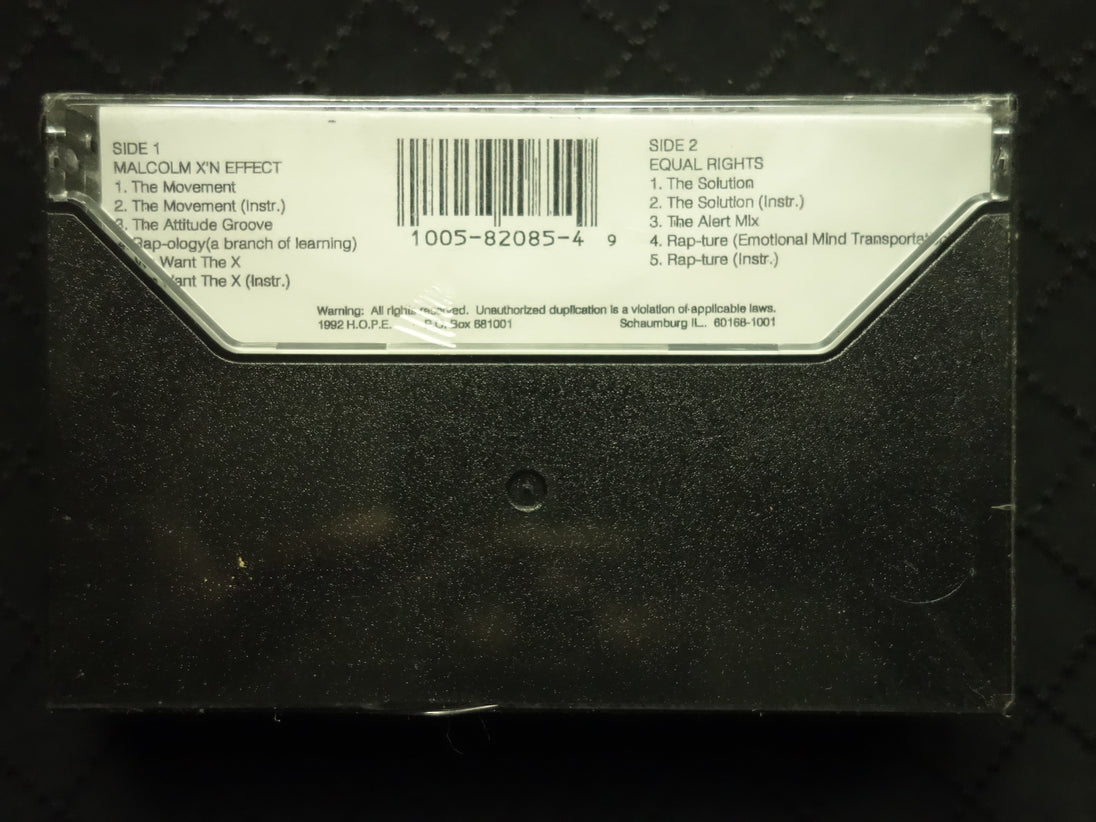 SIDE 1
MALCOLM X'N EFFECT
1. The Movement
2. The Movement (Instr.)
3. The Attitude Groove
Rap-ology(a branch of learning)
Want The X
Want The X (Instr.)
1005-82085-4 9
SIDE 2
EQUAL RIGHTS
1. The Solution
2. The Solution (Instr.)
3. The Alert Mix
4. Rap-ture (Emotional Mind
5. Rap-ture (Instr.)
Warning: All rights reserved. Unauthorized duplication is a violation of applicable laws.
1992 H.O.P.E. P.O. Box 681001 Schaumburg IL. 60168-1001